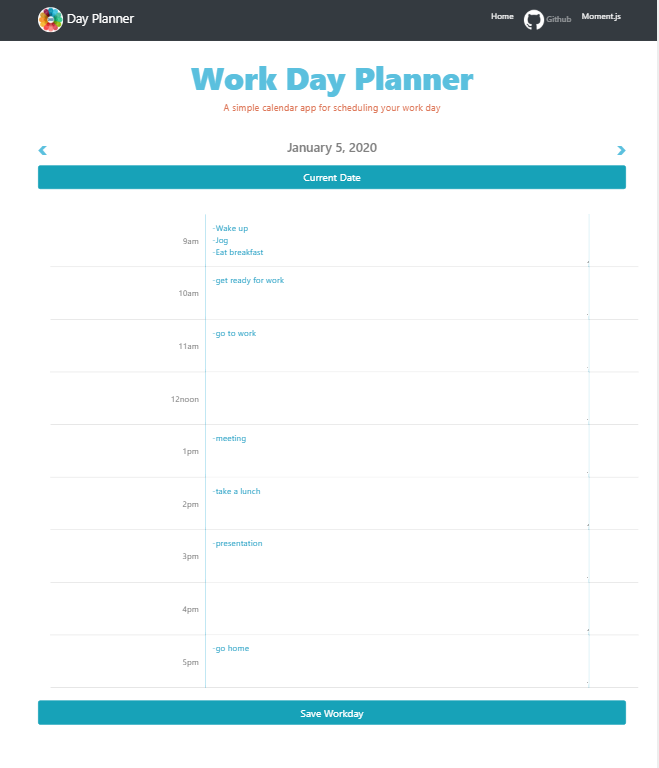 Day Planner
Home
Github
Moment.js
Work Day Planner
A simple calendar app for scheduling your work day
January 5, 2020
Current Date
9am
-Wake up
-Jog
-Eat breakfast
10am
-get ready for work
11am
-go to work
12noon
1pm
-meeting
2pm
-take a lunch
3pm
-presentation
4pm
5pm
-go home
Save Workday